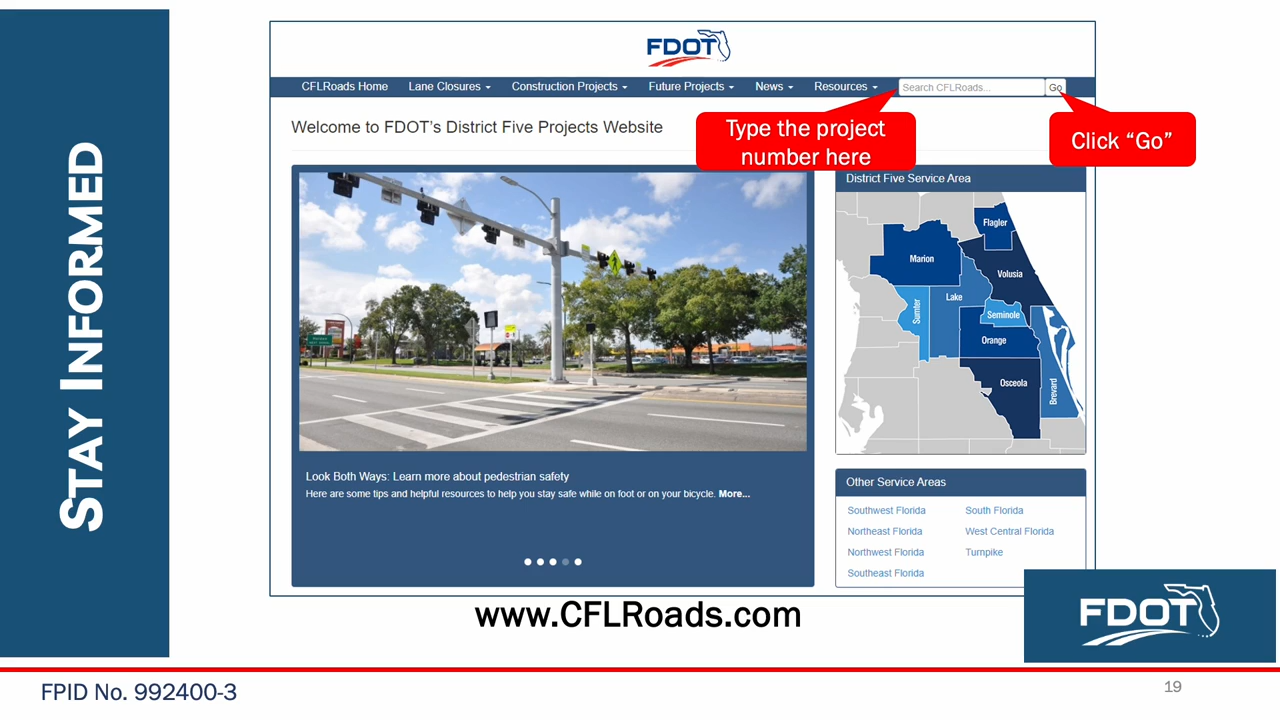 STAY INFORMED
FDOT
CFLRoads Home Lane Closures Construction Projects Future Projects News Resources Search CFLRoads... Go
Type the project
number here
Click “Go”
Welcome to FDOT's District Five Projects Website
District Five Service Area
Flagler
Marion
Volusia
Lake
Sumter
Seminole
Orange
Osceola
Brevard
Look Both Ways: Learn more about pedestrian safety
Here are some tips and helpful resources to help you stay safe while on foot or on your bicycle. More...
Other Service Areas
Southwest Florida South Florida
Northeast Florida West Central Florida
Northwest Florida Turnpike
Southeast Florida
www.CFLRoads.com
FDOT
FPID No. 992400-3
19